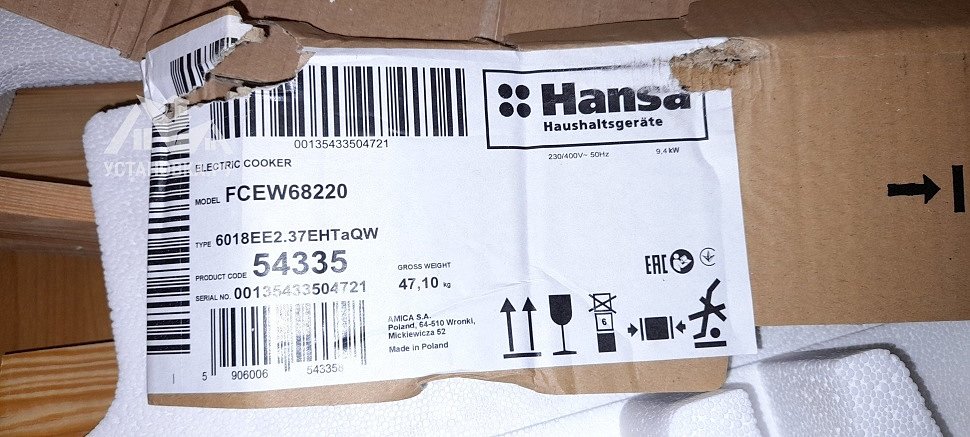 Hansa
Haushaltsgeräte
230/400V~ 50Hz 9,4 kW
00135433504721
ELECTRIC COOKER
MODEL FCEW68220
TYPE 6018EE2.37EHTaQW
PRODUCT CODE 54335
SERIAL NO. 00135433504721
GROSS WEIGHT
47,10 kg
AMICA S.A.
Poland, 64-510 Wronki,
Mickiewicza 52
Made in Poland
5 906006 543358
EAC
6